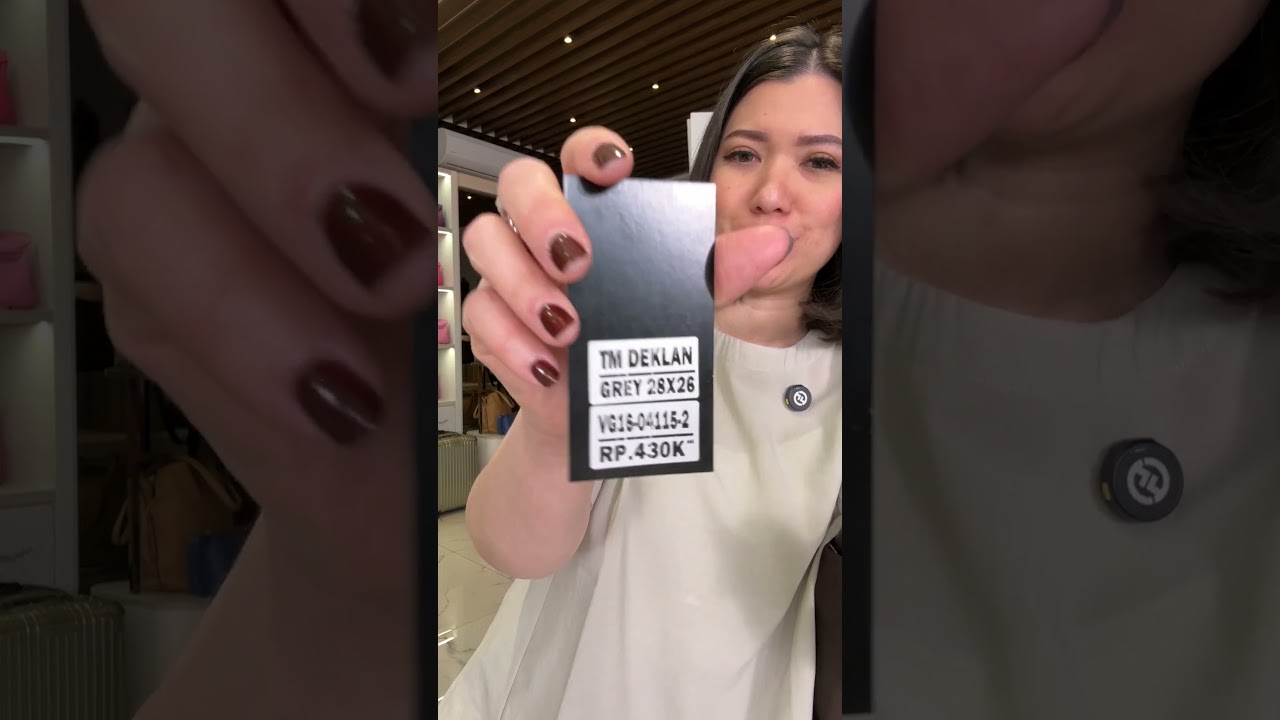 TM DEKLAN
GREY 28X26
VG16-04115-2
RP.430K